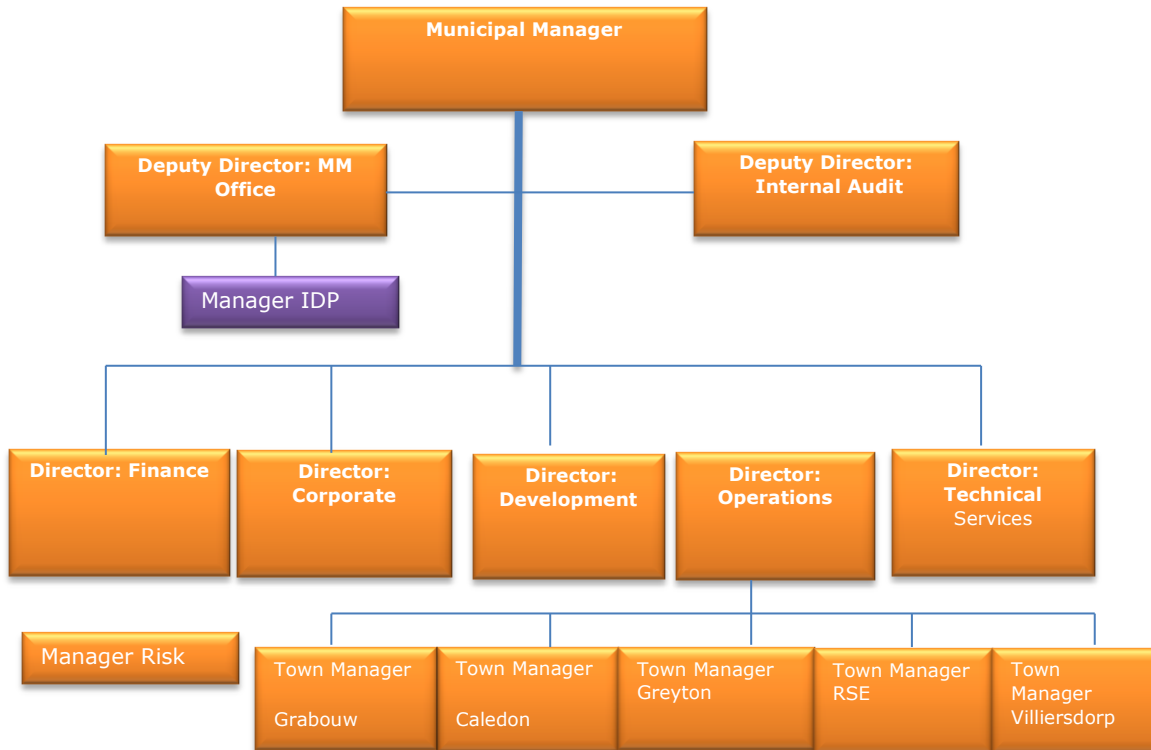 Municipal Manager
Deputy Director: MM
Office
Deputy Director:
Internal Audit
Manager IDP
Director: Finance
Director:
Corporate
Director:
Development
Director:
Operations
Director:
Technical
Services
Manager Risk
Town Manager
Grabouw
Town Manager
Caledon
Town Manager
Greyton
Town Manager
RSE
Town
Manager
Villiersdorp